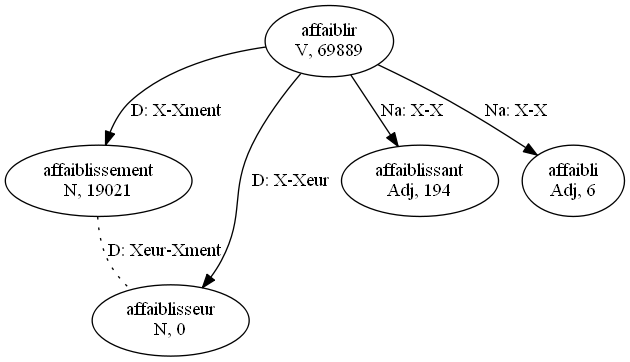 affaiblir
V, 69889
D: X-Xment
Na: X-X
Na: X-X
affaiblissement
N, 19021
D: X-Xeur
affaiblissant
Adj, 194
affaibli
Adj, 6
D: Xeur-Xment
affaiblisseur
N, 0